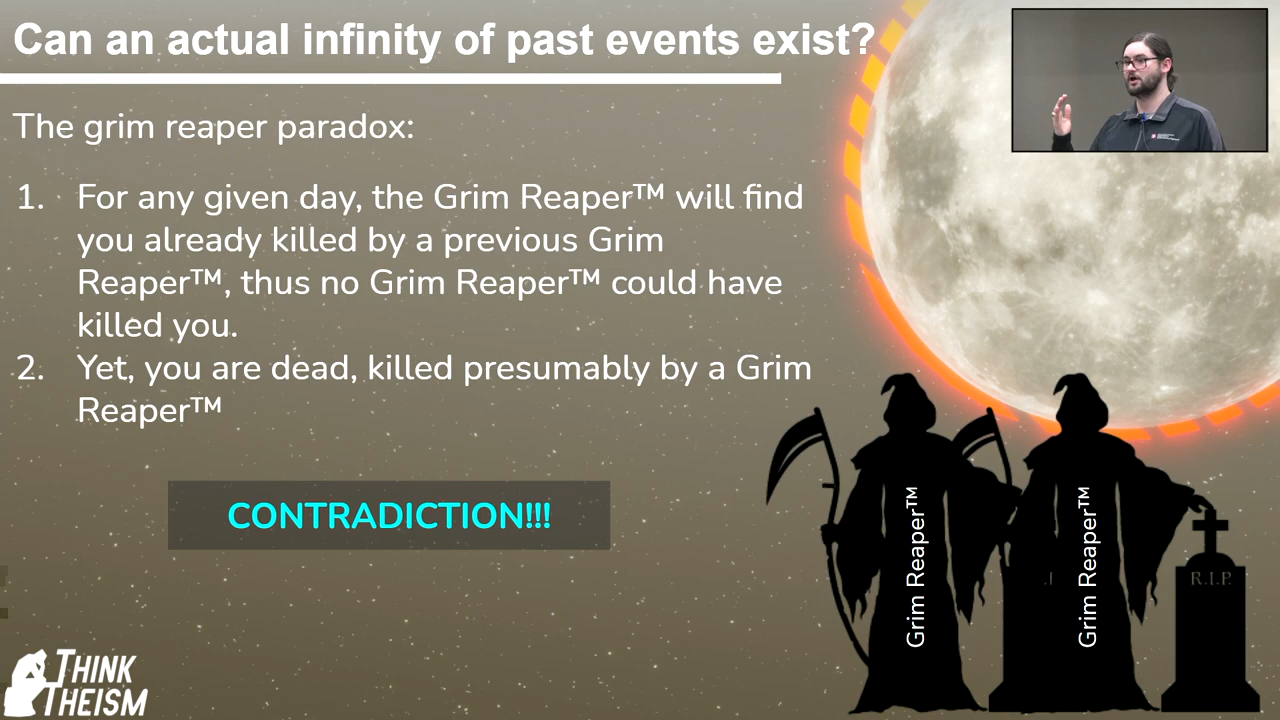 Can an actual infinity of past events exist?
The grim reaper paradox:
1. For any given day, the Grim Reaper™ will find
you already killed by a previous Grim
Reaper™, thus no Grim Reaper™ could have
killed you.
2. Yet, you are dead, killed presumably by a Grim
Reaper™
CONTRADICTION!!!
Grim Reaper™
Grim Reaper™
R.I.P.
THINK
THEISM